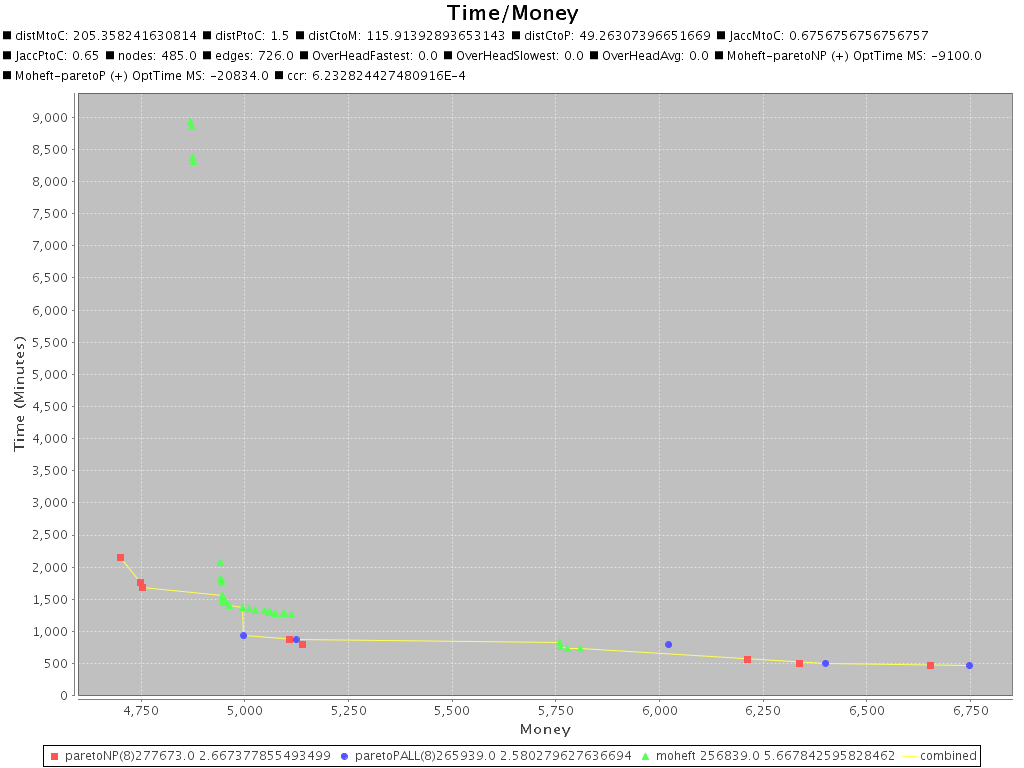 Time/Money
distMtoC: 205.358241630814 distPtoC: 1.5 distCtoM: 115.91392893653143 distCtoP: 49.26307396651669 JaccMtoC: 0.6756756756756757
JaccPtoC: 0.65 nodes: 485.0 edges: 726.0 OverHeadFastest: 0.0 OverHeadSlowest: 0.0 OverHeadAvg: 0.0 Moheft-paretoNP (+) OptTime MS: -9100.0
Moheft-paretoP (+) OptTime MS: -20834.0 ccr: 6.232824427480916E-4
9,000
8,500
8,000
7,500
7,000
6,500
6,000
5,500
5,000
4,500
4,000
3,500
3,000
2,500
2,000
1,500
1,000
500
0
Time (Minutes)
4,750 5,000 5,250 5,500 5,750 6,000 6,250 6,500 6,750
Money
paretoNP(8)277673.0 2.667377855493499 paretoPALL(8)265939.0 2.580279627636694 moheft 256839.0 5.667842595828462 combined